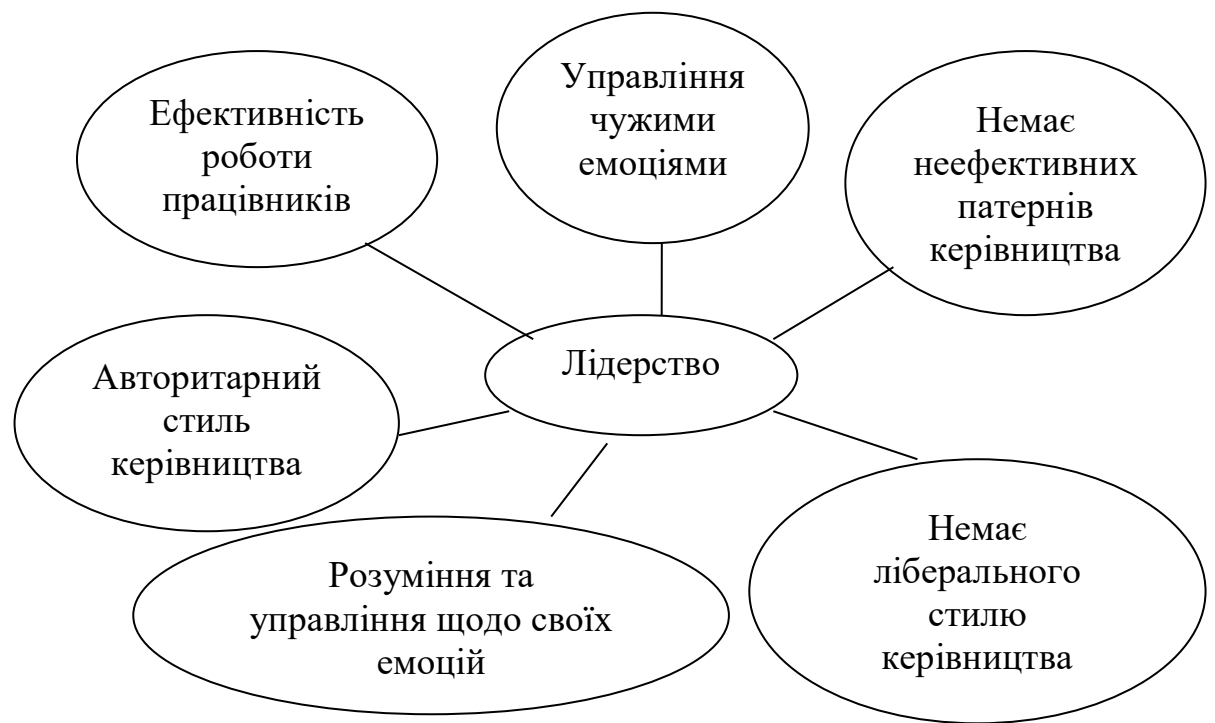 Ефективність
роботи
працівників
Управління
чужими
емоціями
Немає
неефективних
патернів
керівництва
Лідерство
Авторитарний
стиль
керівництва
Розуміння та
управління щодо своїх
емоцій
Немає
ліберального
стилю
керівництва